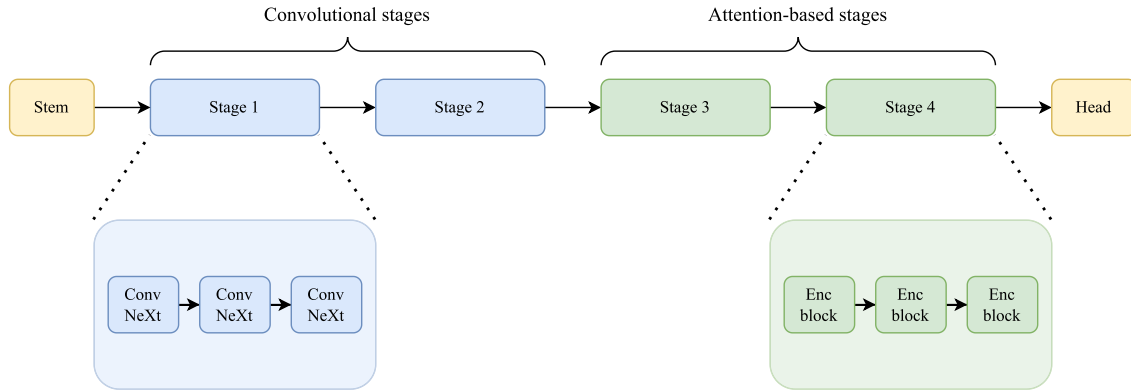 Convolutional stages
Attention-based stages
Stem
Stage 1
Stage 2
Stage 3
Stage 4
Head
Conv
NeXt
Conv
NeXt
Conv
NeXt
Enc
block
Enc
block
Enc
block